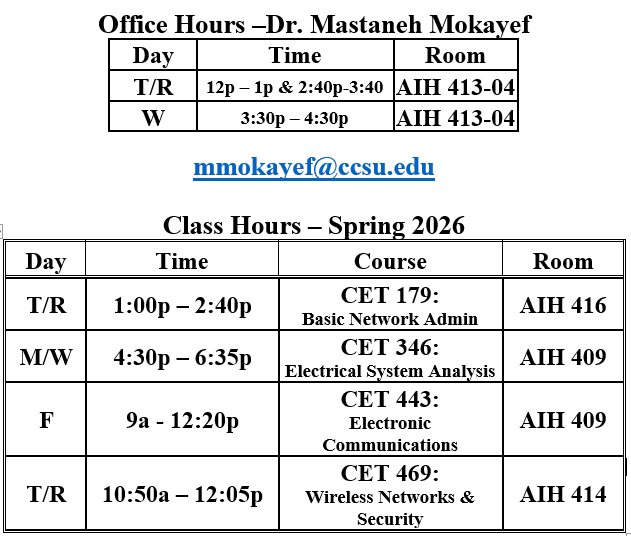 Office Hours –Dr. Mastaneh Mokayef
Day Time Room
T/R 12p – 1p & 2:40p-3:40 AIH 413-04
W 3:30p – 4:30p AIH 413-04
mmokayef@ccsu.edu
Class Hours – Spring 2026
Day Time Course Room
T/R 1:00p – 2:40p CET 179: AIH 416
Basic Network Admin
M/W 4:30p – 6:35p CET 346: AIH 409
Electrical System Analysis
F 9a - 12:20p CET 443: AIH 409
Electronic
Communications
T/R 10:50a – 12:05p CET 469: AIH 414
Wireless Networks &
Security